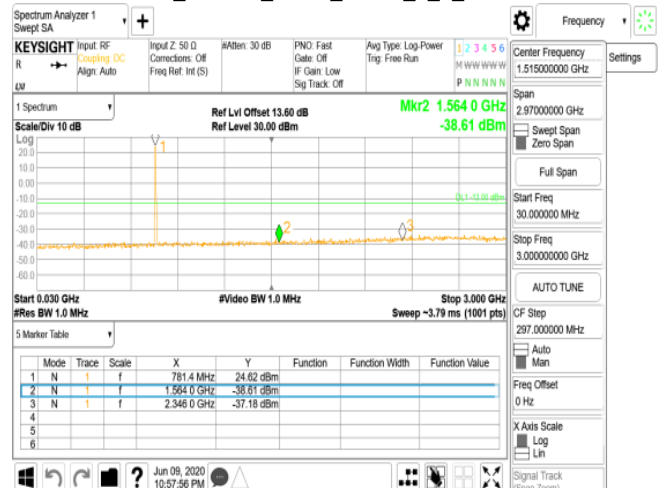 Spectrum Analyzer 1
Swept SA
Frequency
Settings
KEYSIGHT
R
LXI
Input: RF
Coupling: DC
Align: Auto
Input Z: 50 Ω
Corrections: Off
Freq Ref: Int (S)
#Atten: 30 dB
PNO: Fast
Gate: Off
IF Gain: Low
Sig Track: Off
Avg Type: Log-Power
Trig: Free Run
1 2 3 4 5 6
M W W W W W
P N N N N N
1 Spectrum
Scale/Div 10 dB
Ref Lvl Offset 13.60 dB
Ref Level 30.00 dBm
Mkr2 1.564 0 GHz
-38.61 dBm
Log
20.0
10.0
0.00
-10.0
-20.0
-30.0
-40.0
-50.0
-60.0
1
2
3
DL1 -13.00 dBm
Start 0.030 GHz
#Res BW 1.0 MHz
#Video BW 1.0 MHz
Stop 3.000 GHz
Sweep ~3.79 ms (1001 pts)
5 Marker Table
Mode Trace Scale X Y Function Function Width Function Value
1 N 1 f 781.4 MHz 24.62 dBm
2 N 1 f 1.564 0 GHz -38.61 dBm
3 N 1 f 2.346 0 GHz -37.18 dBm
4
5
6
Jun 09, 2020
10:57:56 PM
Center Frequency
1.515000000 GHz
Span
2.97000000 GHz
Swept Span
Zero Span
Full Span
Start Freq
30.000000 MHz
Stop Freq
3.000000000 GHz
AUTO TUNE
CF Step
297.000000 MHz
Auto
Man
Freq Offset
0 Hz
X Axis Scale
Log
Lin
Signal Track
(Span Zoom)